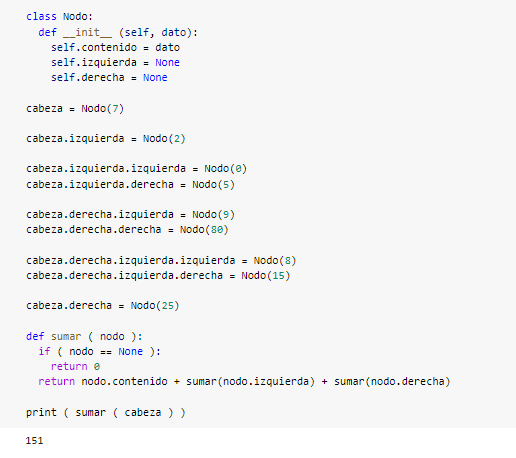 class Nodo:
  def __init__ (self, dato):
    self.contenido = dato
    self.izquierda = None
    self.derecha = None

cabeza = Nodo(7)

cabeza.izquierda = Nodo(2)

cabeza.izquierda.izquierda = Nodo(0)
cabeza.izquierda.derecha = Nodo(5)

cabeza.derecha.izquierda = Nodo(9)
cabeza.derecha.derecha = Nodo(80)

cabeza.derecha.izquierda.izquierda = Nodo(8)
cabeza.derecha.izquierda.derecha = Nodo(15)

cabeza.derecha = Nodo(25)

def sumar ( nodo ):
  if ( nodo == None ):
    return 0
  return nodo.contenido + sumar(nodo.izquierda) + sumar(nodo.derecha)

print ( sumar ( cabeza ) )

151